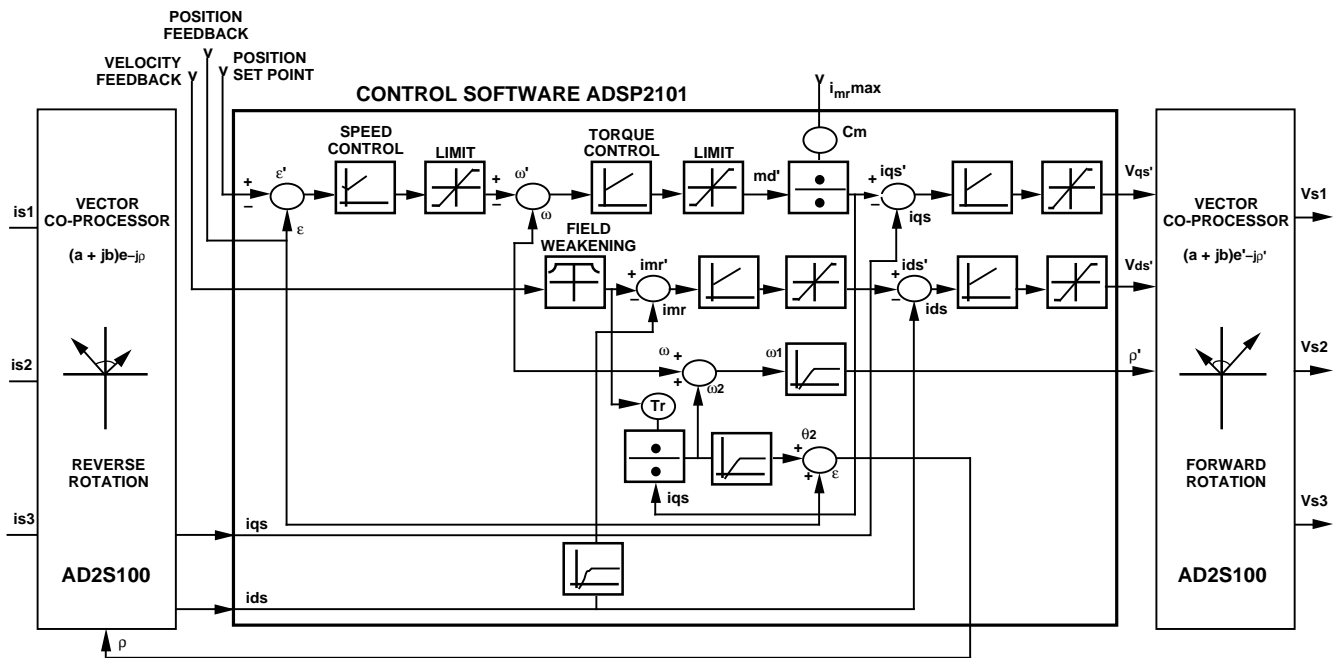 POSITION
FEEDBACK
VELOCITY
FEEDBACK
POSITION
SET POINT
CONTROL SOFTWARE ADSP2101
imrmax
Cm
SPEED
CONTROL
LIMIT
TORQUE
CONTROL
LIMIT
md'
ε'
+
−
ε
+
−
ω'
ω
+
−
iqs'
iqs
Vqs'
VECTOR
CO-PROCESSOR
(a + jb)e−jρ
is1
is2
is3
REVERSE
ROTATION
AD2S100
FIELD
WEAKENING
+
−
imr'
imr
+
−
ids'
ids
Vds'
ω
+
+
ω2
ω1
ρ'
Tr
θ2
+
+
ε
iqs
iqs
ids
ρ
VECTOR
CO-PROCESSOR
(a + jb)e'−jρ'
Vs1
Vs2
Vs3
FORWARD
ROTATION
AD2S100